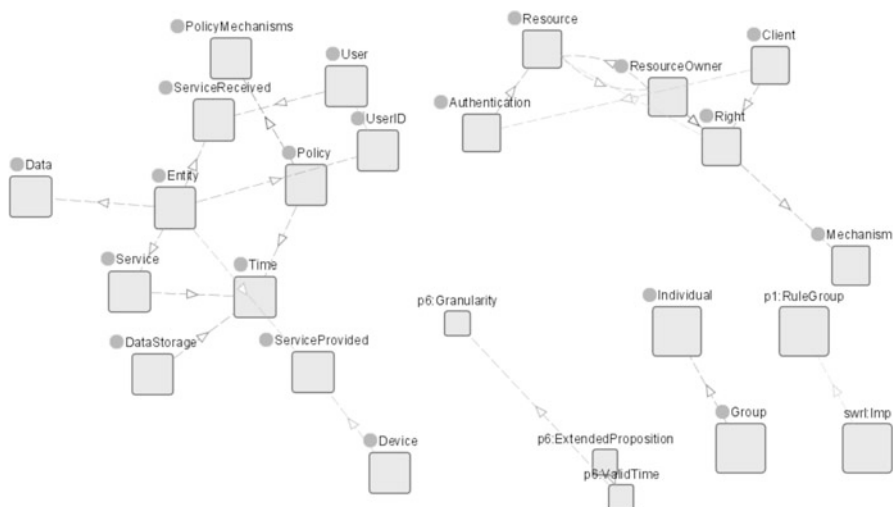 PolicyMechanisms
User
ServiceReceived
UserID
Policy
Data
Entity
Service
Time
DataStorage
ServiceProvided
Device
Resource
Client
ResourceOwner
Authentication
Right
Mechanism
p6:Granularity
Individual
p1:RuleGroup
p6:ExtendedProposition
p6:ValidTime
Group
swrl:Imp